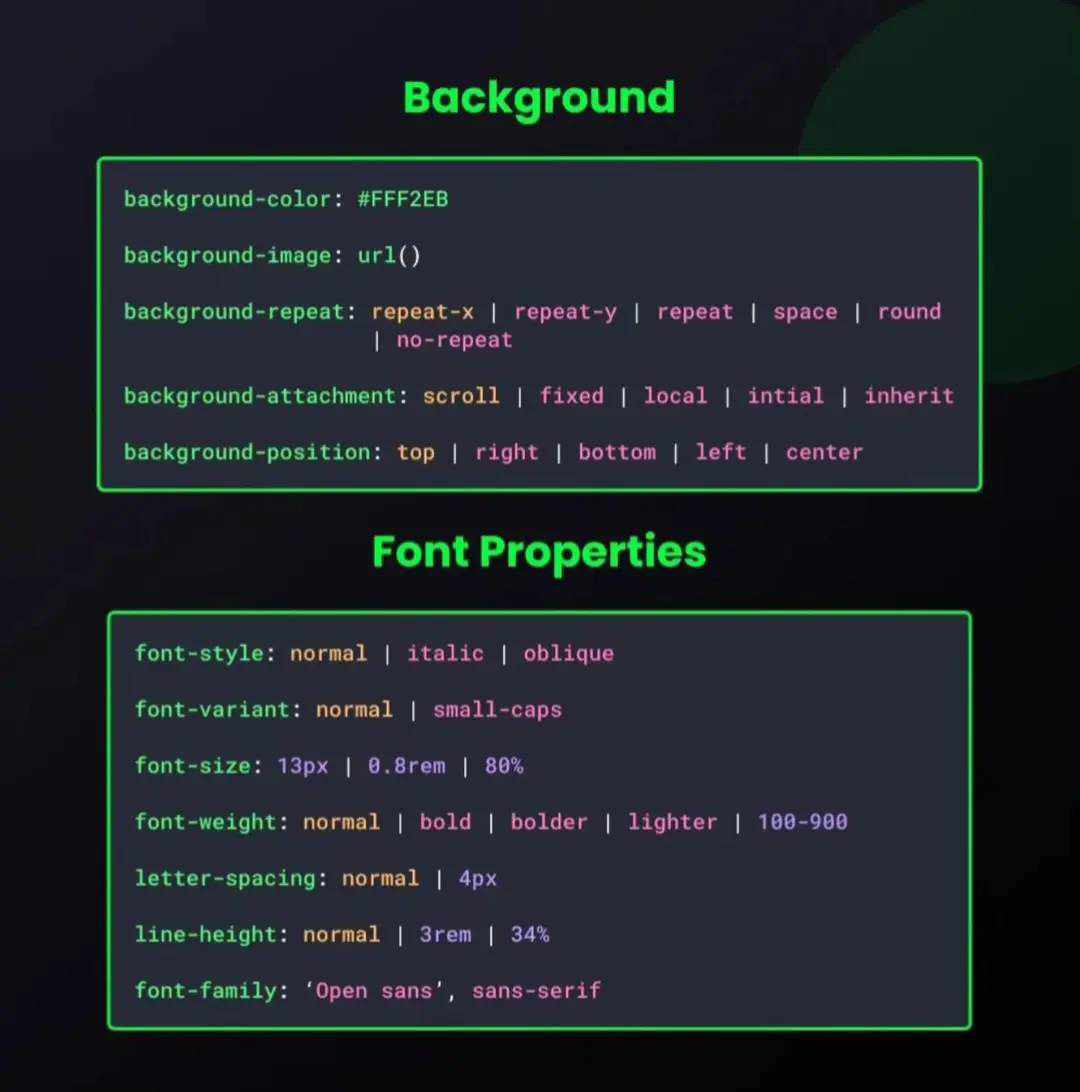 Background
background-color: #FFF2EB
background-image: url()
background-repeat: repeat-x | repeat-y | repeat | space | round
| no-repeat
background-attachment: scroll | fixed | local | intial | inherit
background-position: top | right | bottom | left | center
Font Properties
font-style: normal | italic | oblique
font-variant: normal | small-caps
font-size: 13px | 0.8rem | 80%
font-weight: normal | bold | bolder | lighter | 100-900
letter-spacing: normal | 4px
line-height: normal | 3rem | 34%
font-family: ‘Open sans’, sans-serif